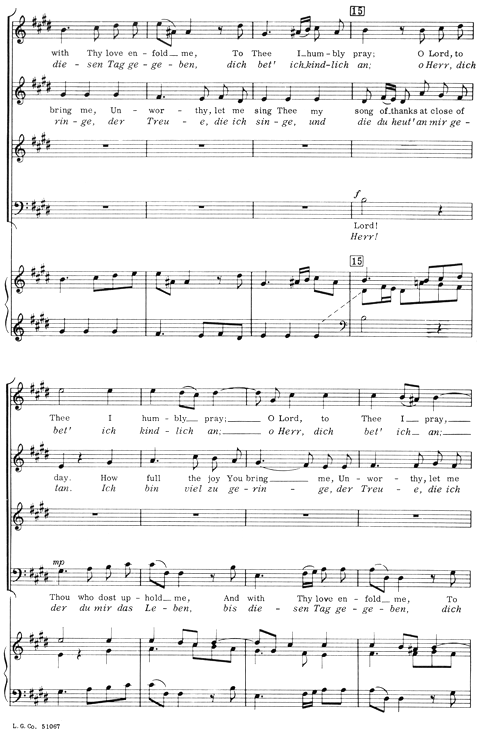 15
with Thy love en-fold me, To Thee I hum-bly pray; O Lord, to
die-sen Tag ge-ge-ben, dich bet' ich kind-lich an; o Herr, dich
bring me, Un-wor-thy, let me sing Thee my song of thanks at close of
rin-ge, der Treu-e, die ich sin-ge, und die du heut' an mir ge-
f
Lord!
Herr!
15
Thee I hum-bly pray; O Lord, to Thee I pray,
bet' ich kind-lich an; o Herr, dich bet' ich an;
day. How full the joy You bring me, Un-wor-thy, let me
tan. Ich bin viel zu ge-rin-ge, der Treu-e, die ich
mp
Thou who dost up-hold me, And with Thy love en-fold me, To
der du mir das Le-ben, bis die-sen Tag ge-ge-ben, dich
L. G. Co. 51067